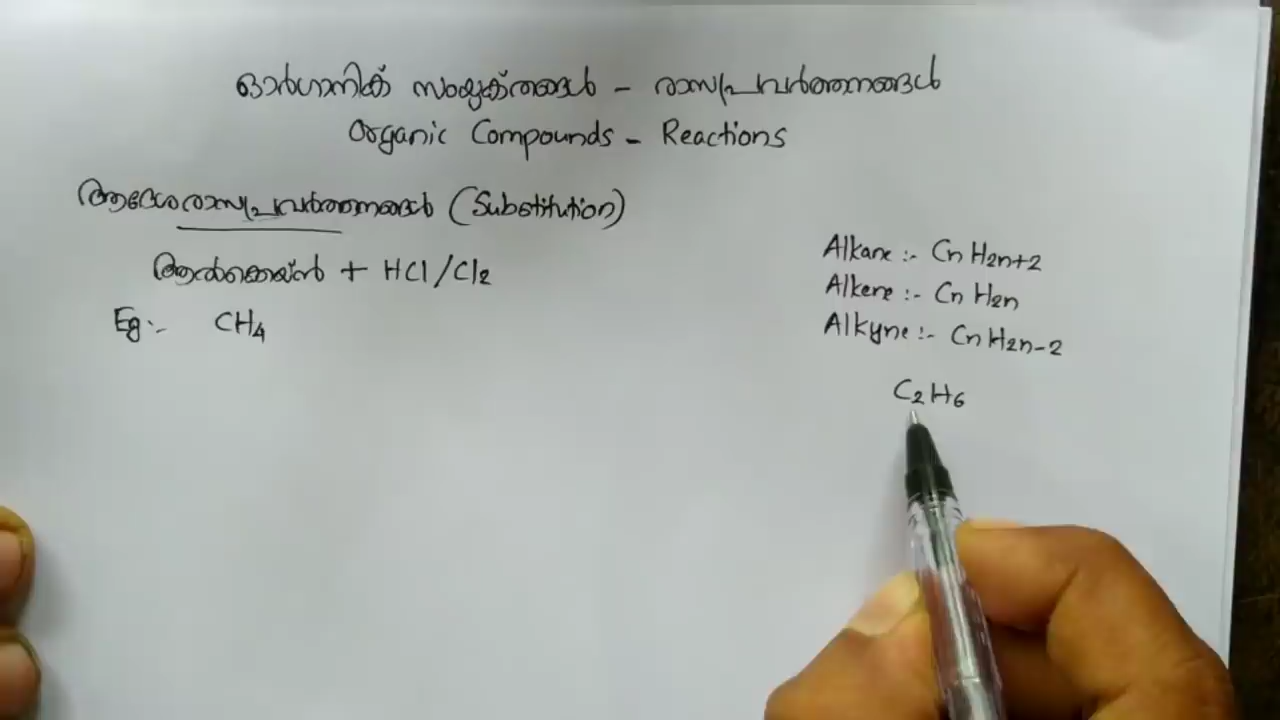 ഓർഗാനിക് സംയുക്തങ്ങൾ - രാസപ്രവർത്തനങ്ങൾ
Organic Compounds - Reactions
ആദേശരാസപ്രവർത്തനങ്ങൾ (Substitution)
ആൽക്കെയ്ൻ + HCl/Cl2
Eg:- CH4
Alkane:- CnH2n+2
Alkene:- CnH2n
Alkyne:- CnH2n-2
C2H6